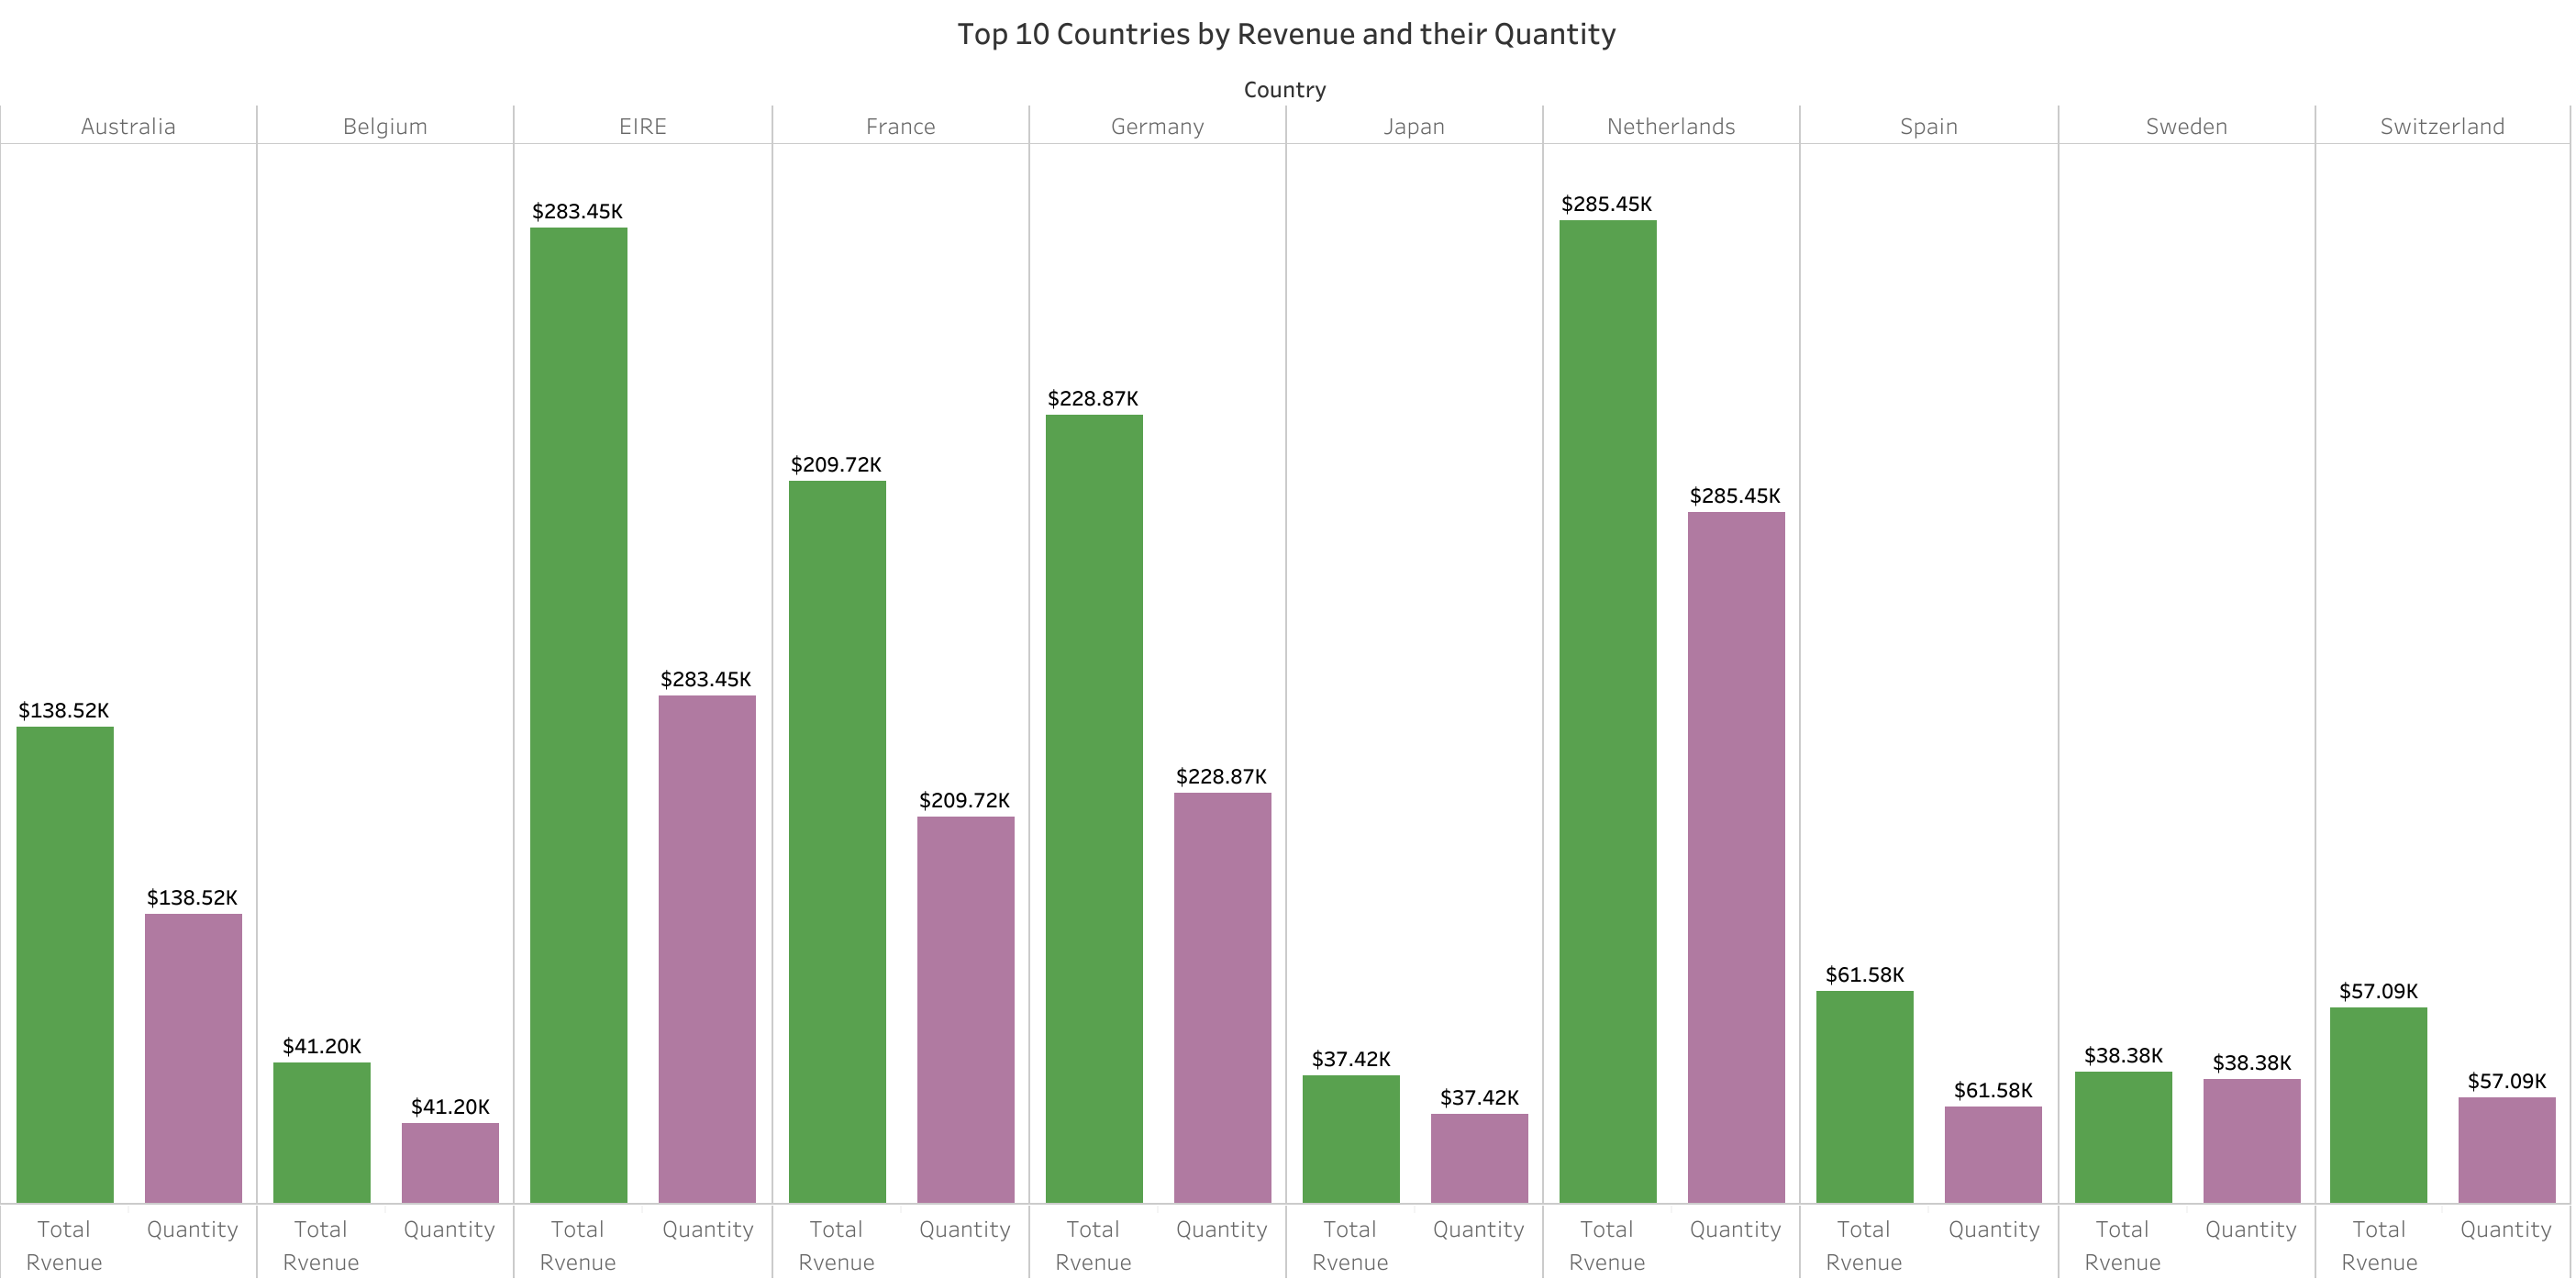 Top 10 Countries by Revenue and their Quantity
Country
Australia
Belgium
EIRE
France
Germany
Japan
Netherlands
Spain
Sweden
Switzerland
$138.52K
$138.52K
$41.20K
$41.20K
$283.45K
$283.45K
$209.72K
$209.72K
$228.87K
$228.87K
$37.42K
$37.42K
$285.45K
$285.45K
$61.58K
$61.58K
$38.38K
$38.38K
$57.09K
$57.09K
Total
Rvenue
Quantity
Total
Rvenue
Quantity
Total
Rvenue
Quantity
Total
Rvenue
Quantity
Total
Rvenue
Quantity
Total
Rvenue
Quantity
Total
Rvenue
Quantity
Total
Rvenue
Quantity
Total
Rvenue
Quantity
Total
Rvenue
Quantity